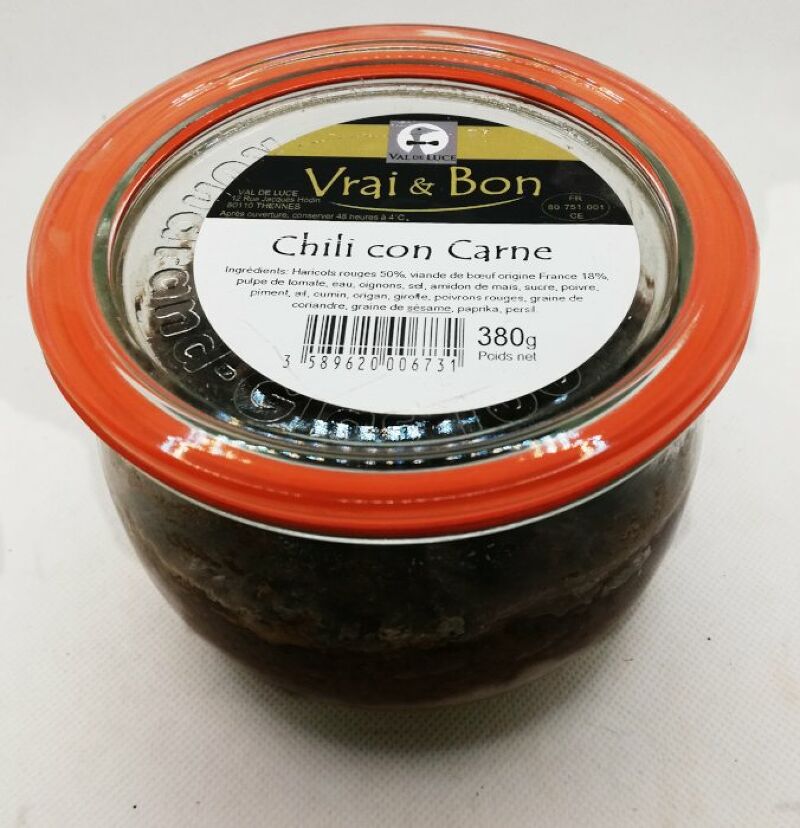 VAL DE LUCE
Vrai & Bon
VAL DE LUCE
12 Rue Jacques Hodin
80110 THENNES
Après ouverture, conserver 48 heures à 4°C.
FR
80 751 001
CE
Chili con Carne
Ingrédients: Haricots rouges 50%, viande de bœuf origine France 18%,
pulpe de tomate, eau, oignons, sel, amidon de maïs, sucre, poivre,
piment, ail, cumin, origan, girofle, poivrons rouges, graine de
coriandre, graine de sésame, paprika, persil.
380g
Poids net
3 589620 006731